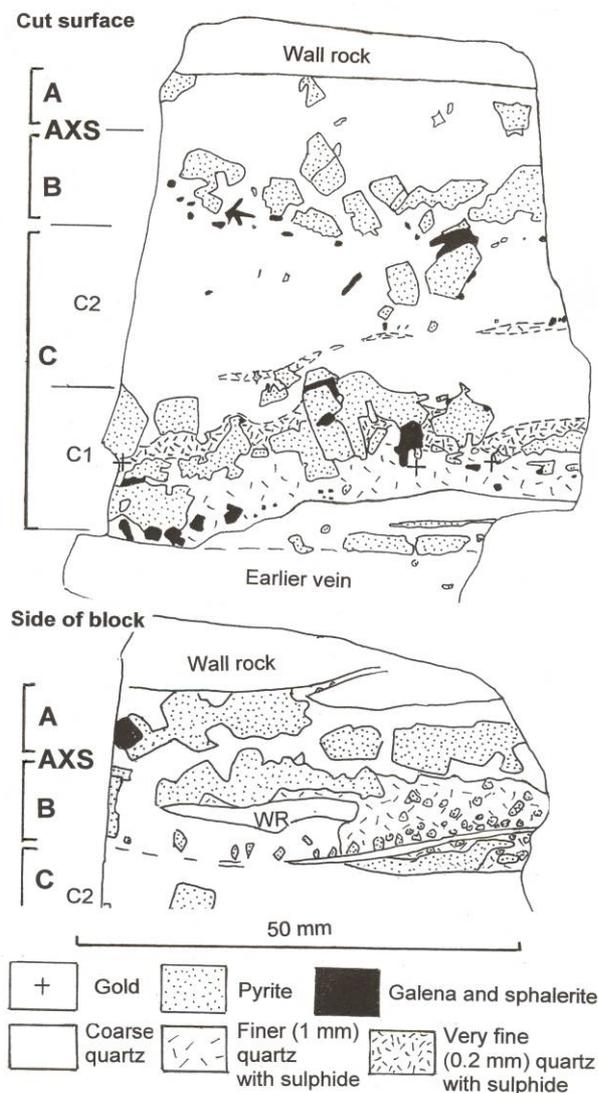 Cut surface
Wall rock
A
AXS
B
C2
C
C1
Earlier vein
Side of block
Wall rock
A
AXS
B
WR
C
C2
50 mm
+ Gold
Pyrite
Galena and sphalerite
Coarse
quartz
Finer (1 mm)
quartz
with sulphide
Very fine
(0.2 mm) quartz
with sulphide